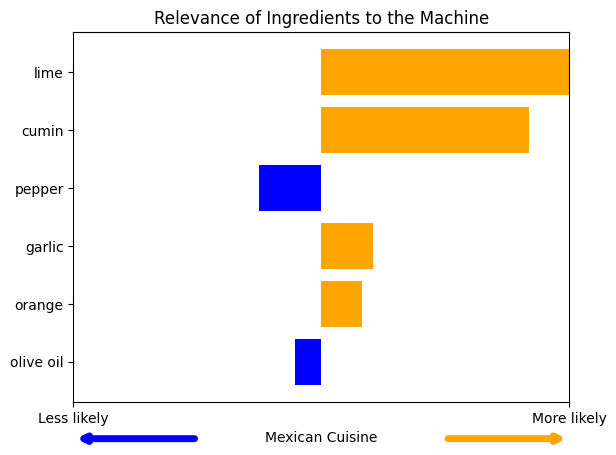 Relevance of Ingredients to the Machine
lime
cumin
pepper
garlic
orange
olive oil
Less likely
More likely
Mexican Cuisine